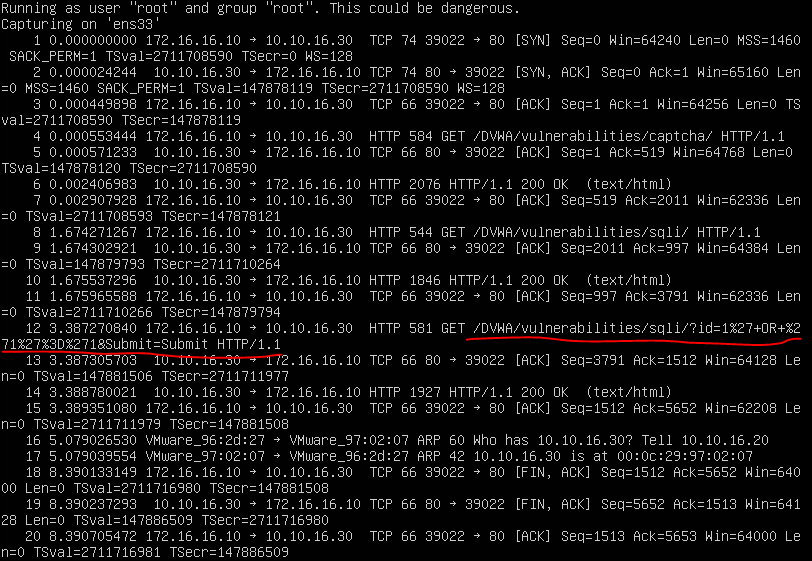 Running as user "root" and group "root". This could be dangerous.
Capturing on 'ens33'
    1 0.000000000 172.16.16.10 → 10.10.16.30  TCP 74 39022 → 80 [SYN] Seq=0 Win=64240 Len=0 MSS=1460
 SACK_PERM=1 TSval=2711708590 TSecr=0 WS=128
    2 0.000024244  10.10.16.30 → 172.16.16.10 TCP 74 80 → 39022 [SYN, ACK] Seq=0 Ack=1 Win=65160 Len
=0 MSS=1460 SACK_PERM=1 TSval=147878119 TSecr=2711708590 WS=128
    3 0.000449898 172.16.16.10 → 10.10.16.30  TCP 66 39022 → 80 [ACK] Seq=1 Ack=1 Win=64256 Len=0 TS
val=2711708590 TSecr=147878119
    4 0.000553444 172.16.16.10 → 10.10.16.30  HTTP 584 GET /DVWA/vulnerabilities/captcha/ HTTP/1.1
    5 0.000571233  10.10.16.30 → 172.16.16.10 TCP 66 80 → 39022 [ACK] Seq=1 Ack=519 Win=64768 Len=0
TSval=147878120 TSecr=2711708590
    6 0.002406983  10.10.16.30 → 172.16.16.10 HTTP 2076 HTTP/1.1 200 OK  (text/html)
    7 0.002907928 172.16.16.10 → 10.10.16.30  TCP 66 39022 → 80 [ACK] Seq=519 Ack=2011 Win=62336 Len
=0 TSval=2711708593 TSecr=147878121
    8 1.674271267 172.16.16.10 → 10.10.16.30  HTTP 544 GET /DVWA/vulnerabilities/sqli/ HTTP/1.1
    9 1.674302921  10.10.16.30 → 172.16.16.10 TCP 66 80 → 39022 [ACK] Seq=2011 Ack=997 Win=64384 Len
=0 TSval=147879793 TSecr=2711710264
   10 1.675537296  10.10.16.30 → 172.16.16.10 HTTP 1846 HTTP/1.1 200 OK  (text/html)
   11 1.675965588 172.16.16.10 → 10.10.16.30  TCP 66 39022 → 80 [ACK] Seq=997 Ack=3791 Win=62336 Len
=0 TSval=2711710266 TSecr=147879794
   12 3.387270840 172.16.16.10 → 10.10.16.30  HTTP 581 GET /DVWA/vulnerabilities/sqli/?id=1%27+OR+%2
71%27%3D%271&Submit=Submit HTTP/1.1
   13 3.387305703  10.10.16.30 → 172.16.16.10 TCP 66 80 → 39022 [ACK] Seq=3791 Ack=1512 Win=64128 Le
n=0 TSval=147881506 TSecr=2711711977
   14 3.388780021  10.10.16.30 → 172.16.16.10 HTTP 1927 HTTP/1.1 200 OK  (text/html)
   15 3.389351080 172.16.16.10 → 10.10.16.30  TCP 66 39022 → 80 [ACK] Seq=1512 Ack=5652 Win=62208 Le
n=0 TSval=2711711979 TSecr=147881508
   16 5.079026530 VMware_96:2d:27 → VMware_97:02:07 ARP 60 Who has 10.10.16.30? Tell 10.10.16.20
   17 5.079039554 VMware_97:02:07 → VMware_96:2d:27 ARP 42 10.10.16.30 is at 00:0c:29:97:02:07
   18 8.390133149 172.16.16.10 → 10.10.16.30  TCP 66 39022 → 80 [FIN, ACK] Seq=1512 Ack=5652 Win=640
00 Len=0 TSval=2711716980 TSecr=147881508
   19 8.390237293  10.10.16.30 → 172.16.16.10 TCP 66 80 → 39022 [FIN, ACK] Seq=5652 Ack=1513 Win=641
28 Len=0 TSval=147886509 TSecr=2711716980
   20 8.390705472 172.16.16.10 → 10.10.16.30  TCP 66 39022 → 80 [ACK] Seq=1513 Ack=5653 Win=64000 Le
n=0 TSval=2711716981 TSecr=147886509